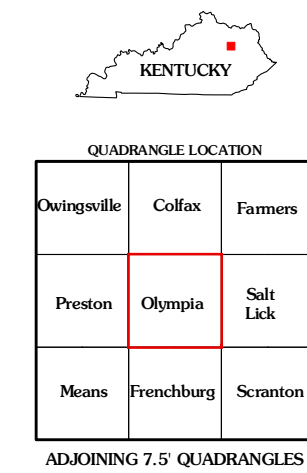 KENTUCKY
QUADRANGLE LOCATION
Owingsville Colfax Farmers
Preston Olympia Salt
Lick
Means Frenchburg Scranton
ADJOINING 7.5' QUADRANGLES